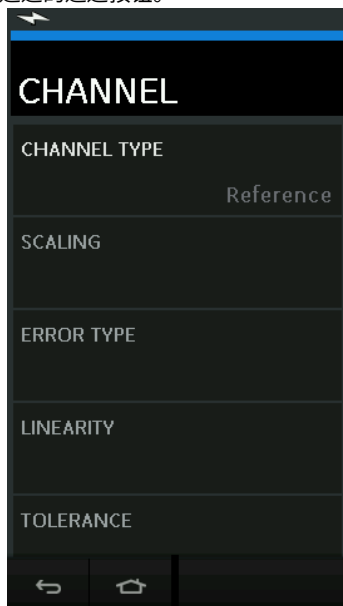 CHANNEL
CHANNEL TYPE
Reference
SCALING
ERROR TYPE
LINEARITY
TOLERANCE